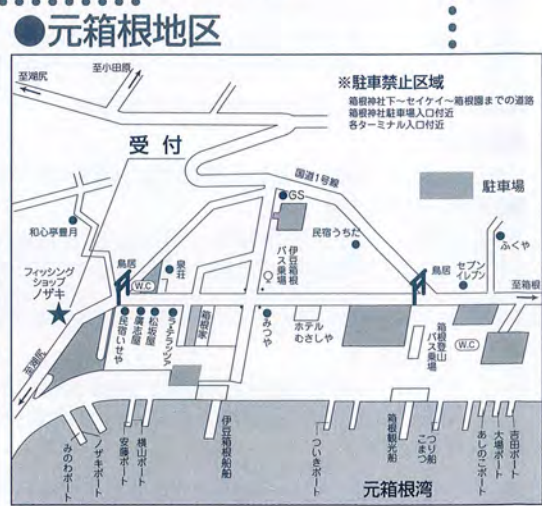 ●元箱根地区
至小田原
至湖尻
※駐車禁止区域
箱根神社下〜セイケイ〜箱根園までの道路
箱根神社駐車場入口付近
各ターミナル入口付近
受付
国道1号線
駐車場
GS
和心亭豊月
民宿うちだ
ふくや
鳥居
泉荘
伊豆箱根
バス乗場
鳥居
セブン
イレブン
フィッシング
ショップ
ノザキ
W.C
至箱根
民宿いせや
廣志屋
松坂屋
ラ・テラッツァ
箱根家
みつや
ホテル
むさしや
箱根登山
バス乗場
W.C
至湖尻
みのわボート
ノザキボート
安藤ボート
横山ボート
伊豆箱根船舶
ついきボート
箱根観光船
つり船
こまつ
あしのこボート
大場ボート
吉田ボート
元箱根湾